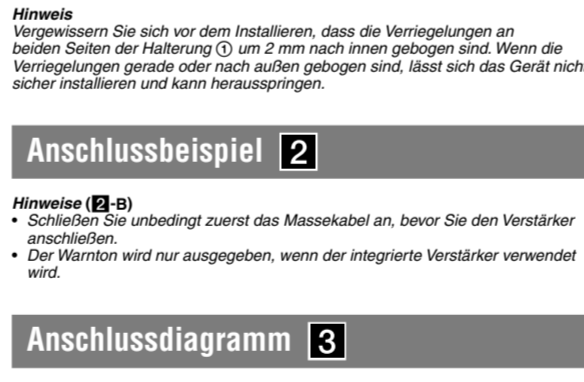 Hinweis
Vergewissern Sie sich vor dem Installieren, dass die Verriegelungen an
beiden Seiten der Halterung ① um 2 mm nach innen gebogen sind. Wenn die
Verriegelungen gerade oder nach außen gebogen sind, lässt sich das Gerät nicht
sicher installieren und kann herausspringen.
Anschlussbeispiel 2
Hinweise (2-B)
• Schließen Sie unbedingt zuerst das Massekabel an, bevor Sie den Verstärker
anschließen.
• Der Warnton wird nur ausgegeben, wenn der integrierte Verstärker verwendet
wird.
Anschlussdiagramm 3